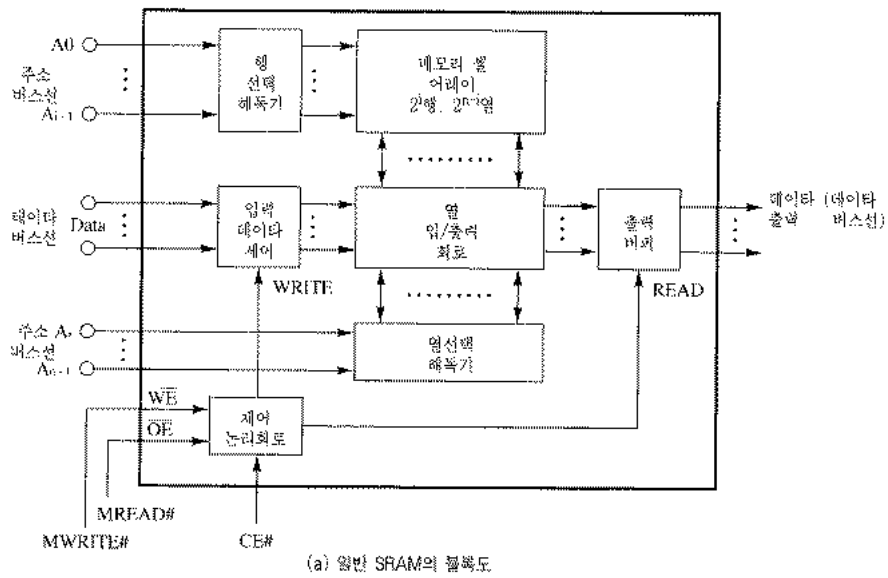 A0
주소
버스선
Ai-1
행
선택
해독기
메모리 셀
어레이,
2^i행, 2^n-i열
데이타
버스선
Data
입력
데이타
제어
WRITE
열
입/출력
회로
출력
버퍼
READ
데이타 (데이타
출력 버스선)
주소
버스선
An-1
열선택
해독기
WE
OE
제어
논리회로
MREAD#
MWRITE#
CE#
(a) 일반 SRAM의 블록도